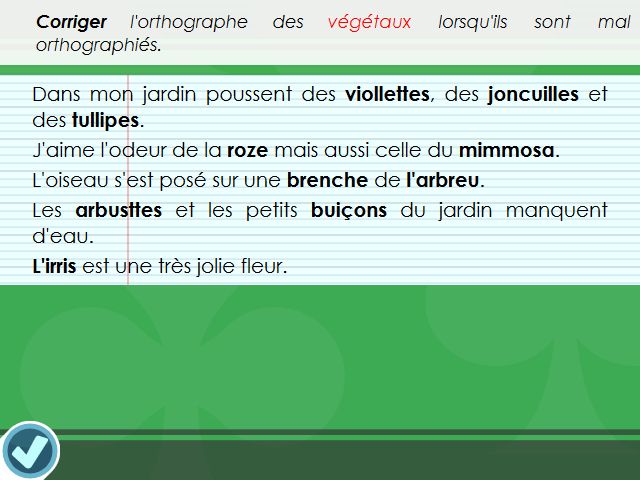 Corriger l'orthographe des végétaux lorsqu'ils sont mal
orthographiés.
Dans mon jardin poussent des viollettes, des joncuilles et
des tullipes.
J'aime l'odeur de la roze mais aussi celle du mimmosa.
L'oiseau s'est posé sur une brenche de l'arbreu.
Les arbusttes et les petits buiçons du jardin manquent
d'eau.
L'irris est une très jolie fleur.